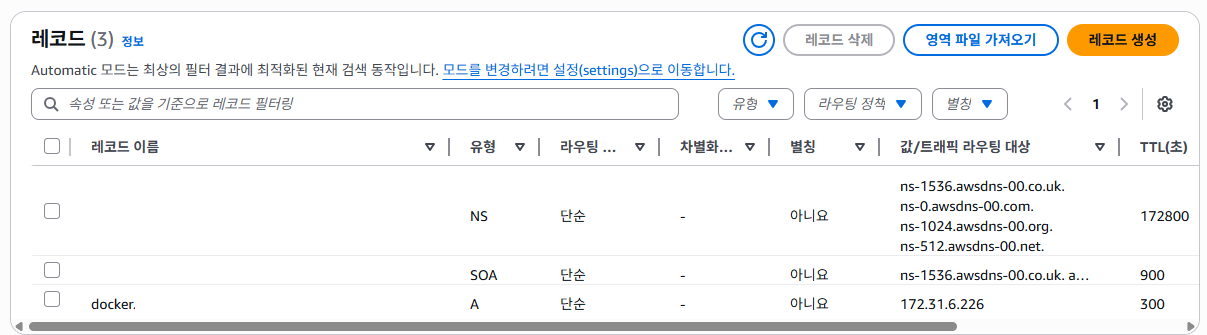 레코드 (3) 정보
레코드 삭제
영역 파일 가져오기
레코드 생성
Automatic 모드는 최상의 필터 결과에 최적화된 현재 검색 동작입니다. 모드를 변경하려면 설정(settings)으로 이동합니다.
속성 또는 값을 기준으로 레코드 필터링
유형
라우팅 정책
별칭
1
레코드 이름
유형
라우팅 ...
차별화...
별칭
값/트래픽 라우팅 대상
TTL(초)
NS
단순
-
아니요
ns-1536.awsdns-00.co.uk.
ns-0.awsdns-00.com.
ns-1024.awsdns-00.org.
ns-512.awsdns-00.net.
172800
SOA
단순
-
아니요
ns-1536.awsdns-00.co.uk. a...
900
docker.
A
단순
-
아니요
172.31.6.226
300